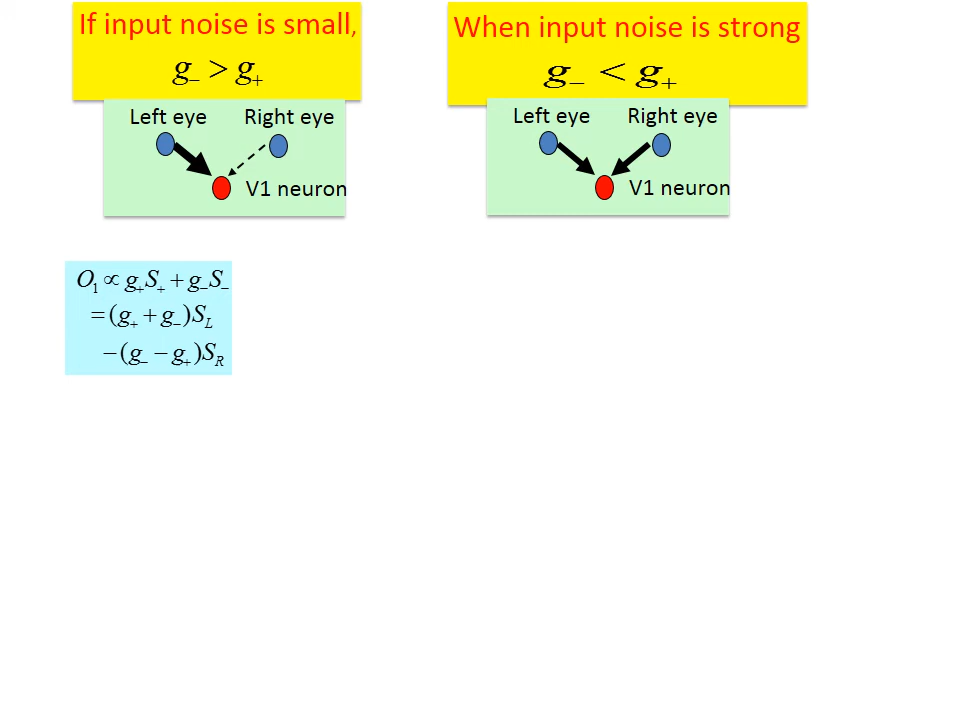 If input noise is small,
g₋ > g₊
Left eye Right eye
V1 neuron
When input noise is strong
g₋ < g₊
Left eye Right eye
V1 neuron
O₁ ∝ g₊S₊ + g₋S₋
= (g₊ + g₋)S_L
− (g₋ − g₊)S_R